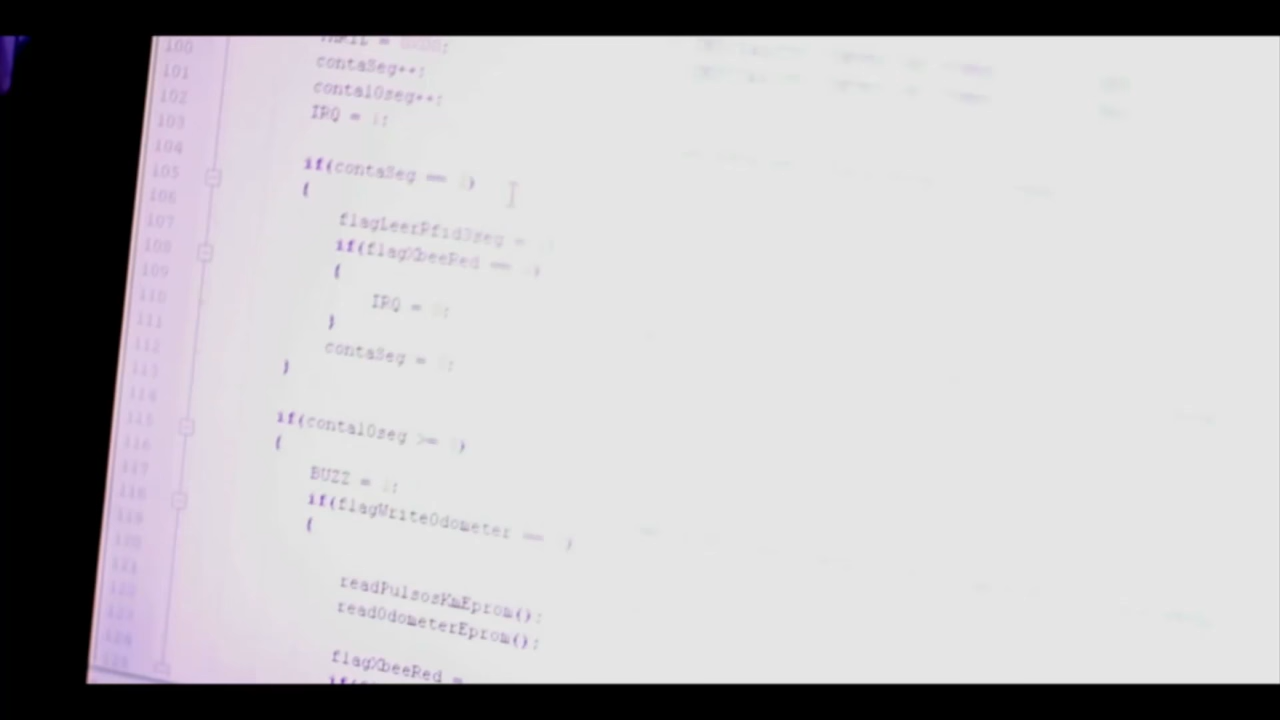 100
101 contaSeg++;
102 conta10seg++;
103 IRQ = 1;
104
105 if(contaSeg == )
106 {
107 flagLeerRfid3seg =
108 if(flagXbeeRed == )
109 {
110 IRQ = ;
111 }
112 contaSeg = ;
113 }
114
115 if(conta10seg >= )
116 {
117 BUZZ = ;
118 if(flagWriteOdometer == )
119 {
120
121
122 readPulsosKmEprom();
123 readOdometerEprom();
124
125 flagXbeeRed =
if(